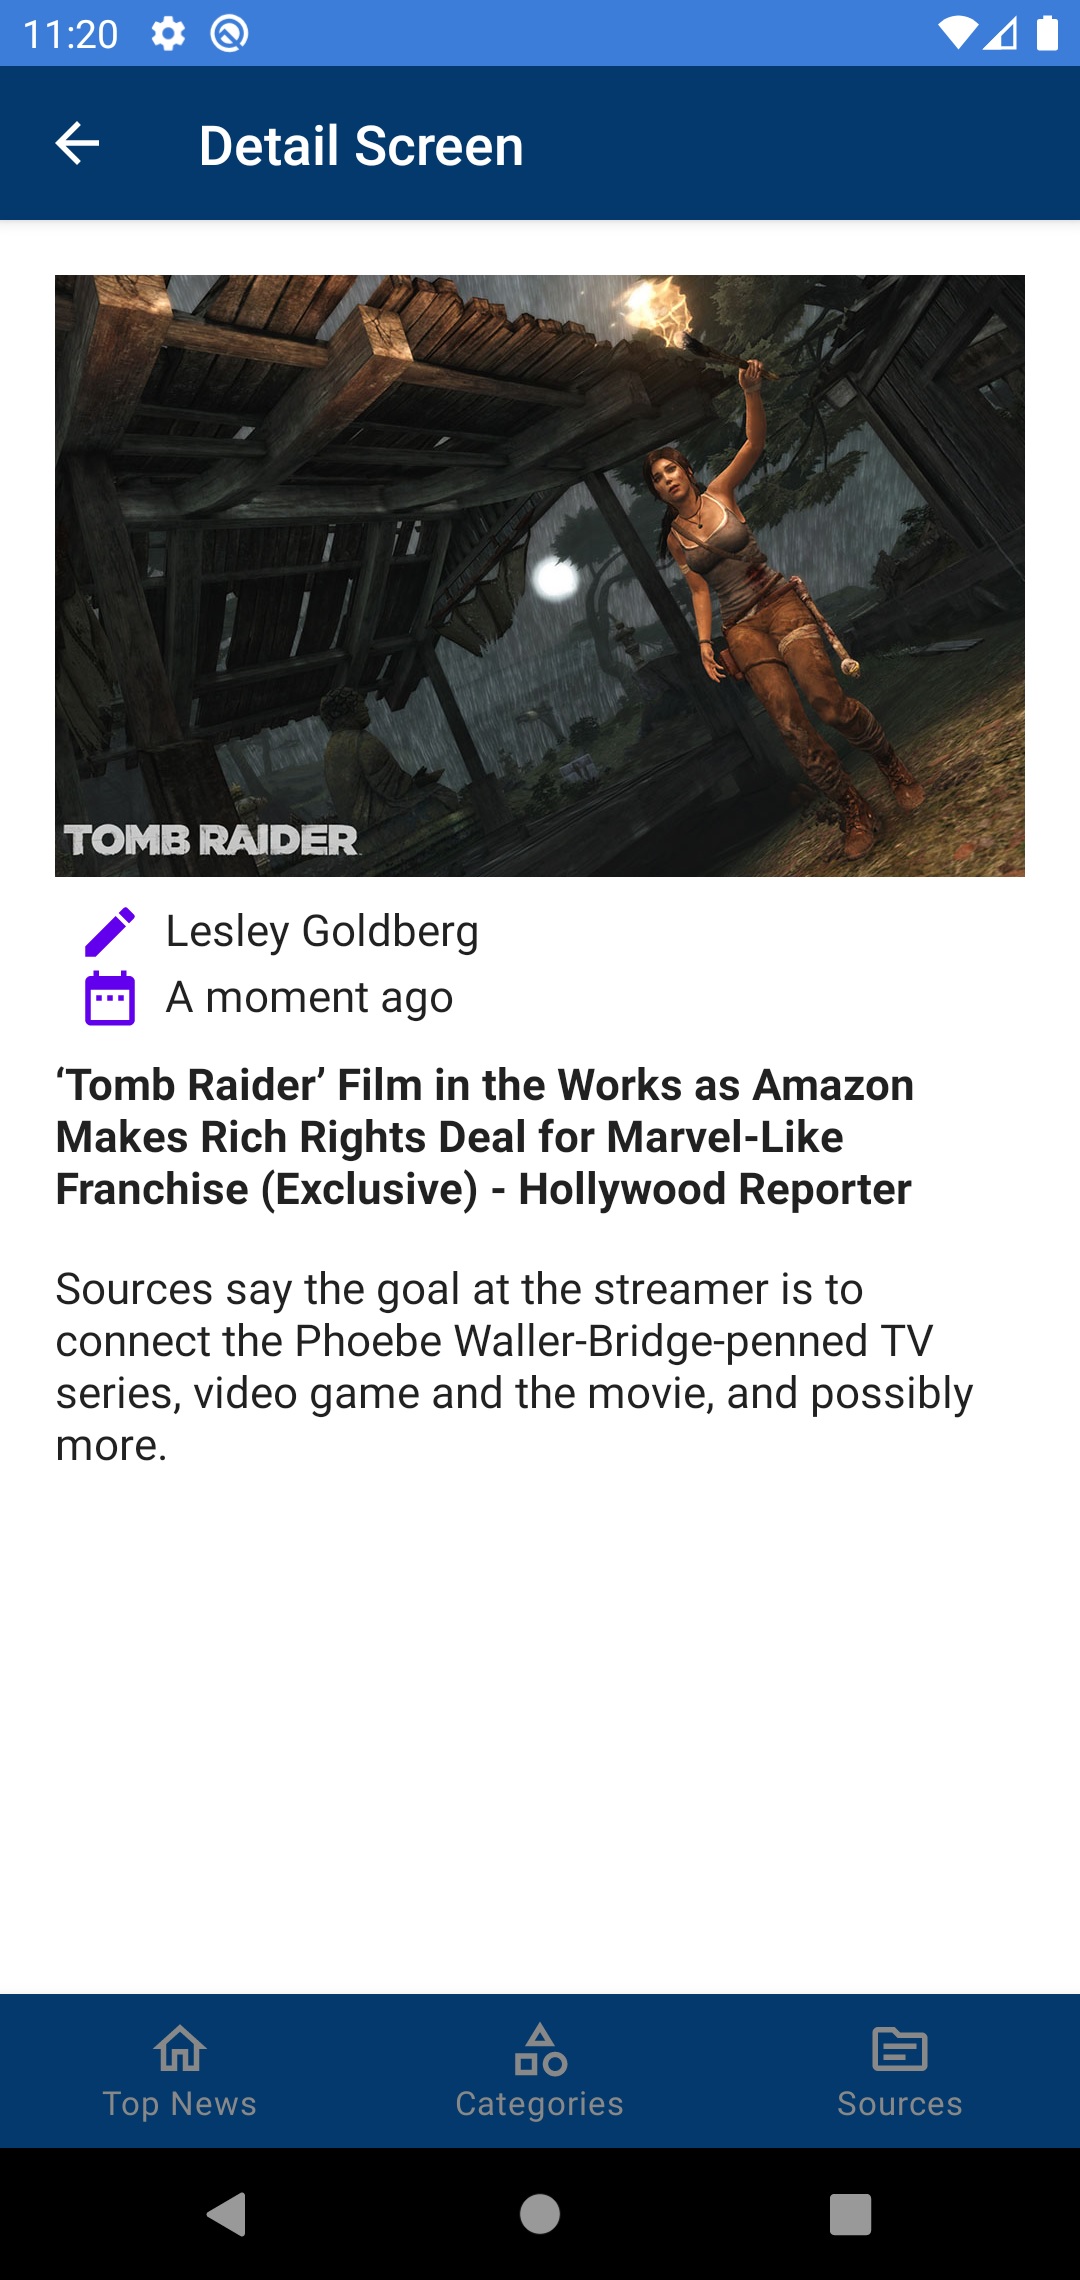 11:20
Detail Screen
TOMB RAIDER
Lesley Goldberg
A moment ago
‘Tomb Raider’ Film in the Works as Amazon
Makes Rich Rights Deal for Marvel-Like
Franchise (Exclusive) - Hollywood Reporter
Sources say the goal at the streamer is to
connect the Phoebe Waller-Bridge-penned TV
series, video game and the movie, and possibly
more.
Top News
Categories
Sources